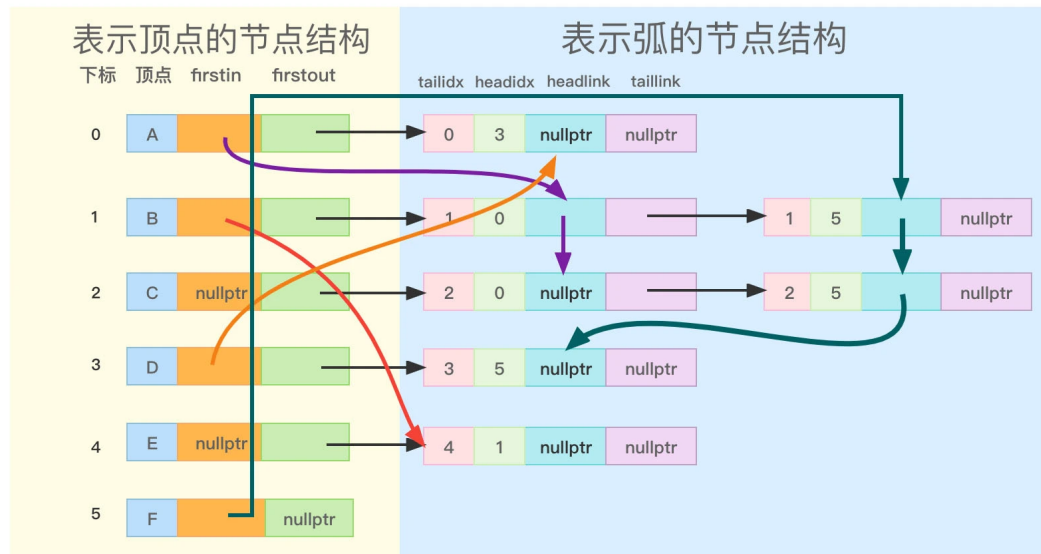 表示顶点的节点结构 表示弧的节点结构
下标 顶点 firstin firstout tailidx headidx headlink taillink
0 A 0 3 nullptr nullptr
1 B 1 0 1 5 nullptr
2 C nullptr 2 0 nullptr 2 5 nullptr
3 D 3 5 nullptr nullptr
4 E nullptr 4 1 nullptr nullptr
5 F nullptr